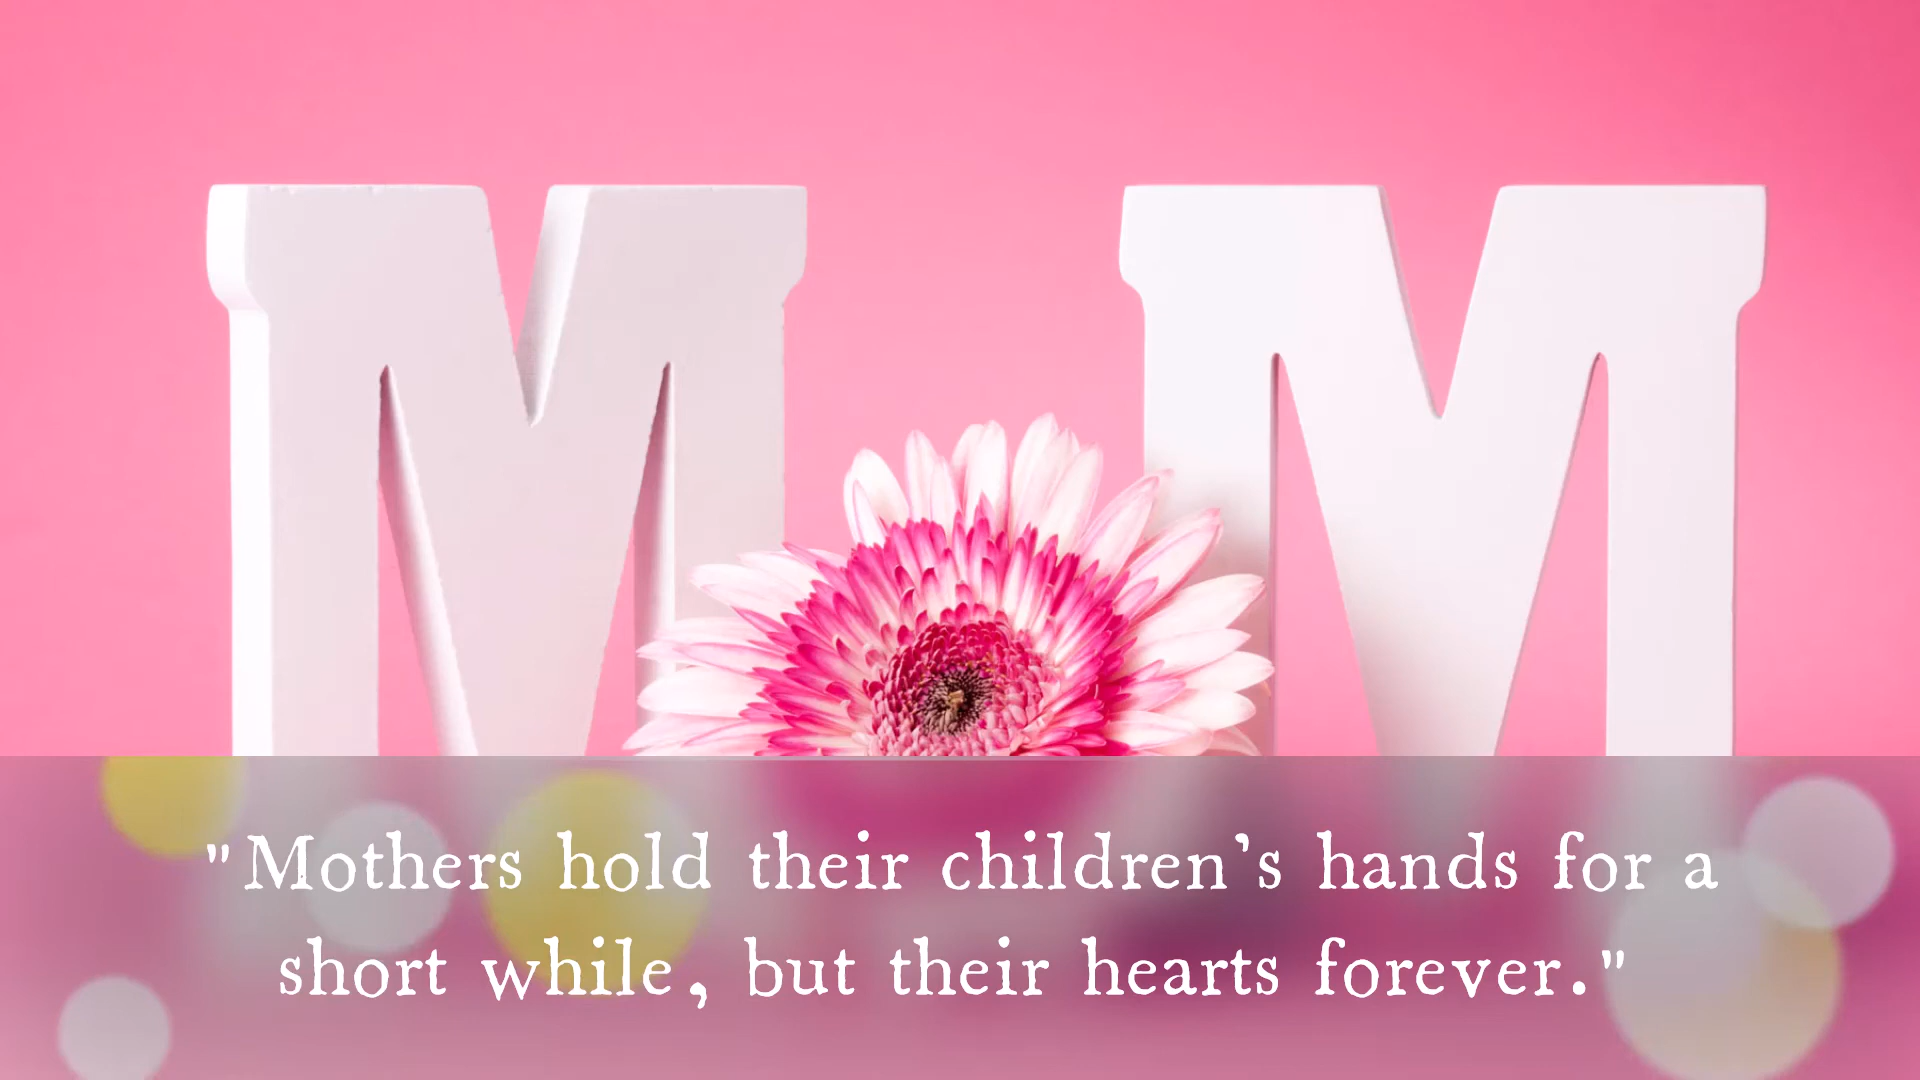 M M
"Mothers hold their children’s hands for a
short while, but their hearts forever."